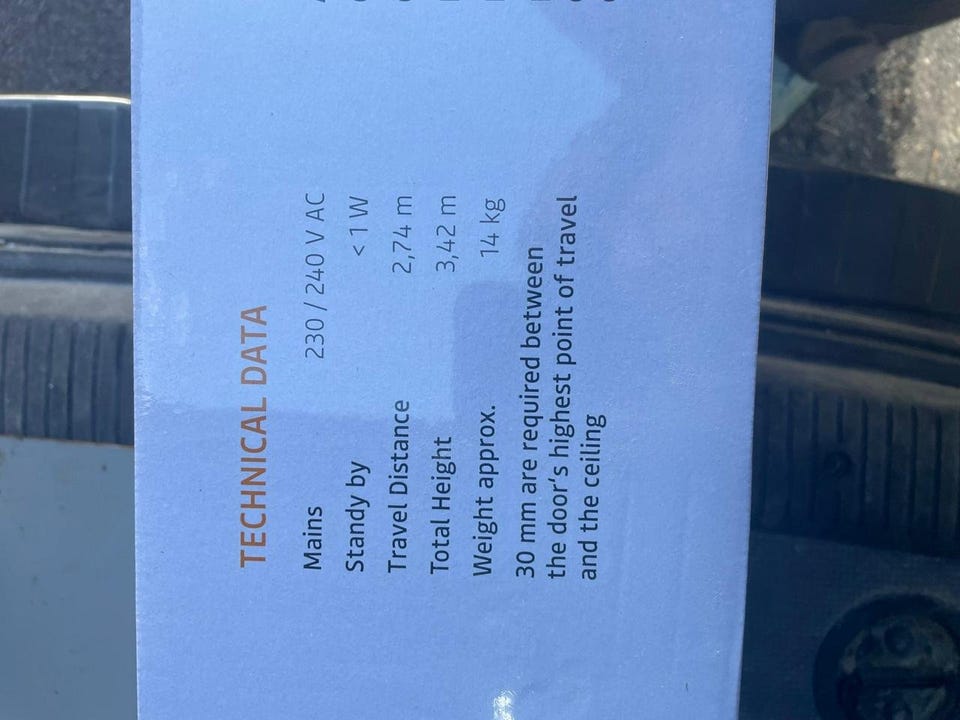 TECHNICAL DATA
Mains 230 / 240 V AC
Standy by < 1 W
Travel Distance 2,74 m
Total Height 3,42 m
Weight approx. 14 kg
30 mm are required between
the door's highest point of travel
and the ceiling